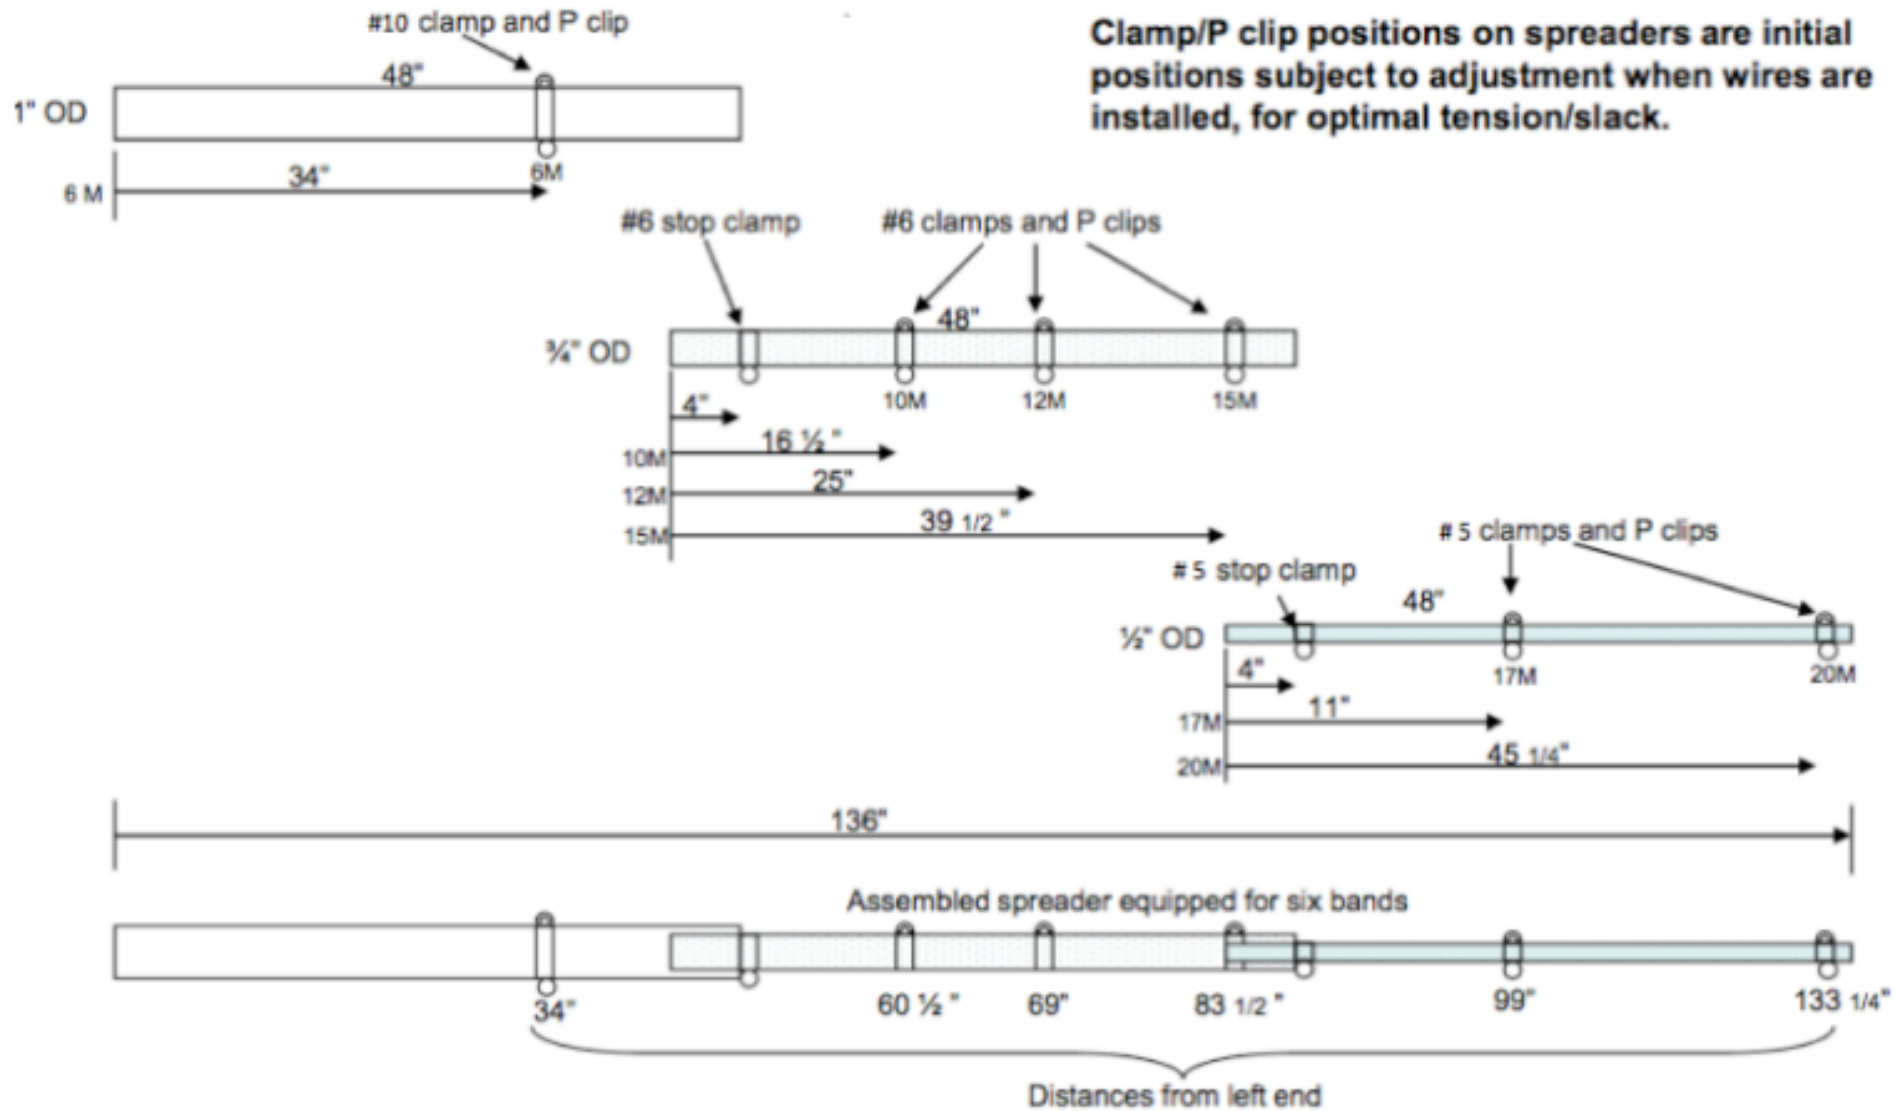 #10 clamp and P clip
Clamp/P clip positions on spreaders are initial
positions subject to adjustment when wires are
installed, for optimal tension/slack.
48"
1" OD
6M
34"
6 M
#6 stop clamp
#6 clamps and P clips
48"
¾" OD
10M 12M 15M
4"
16 ½ "
10M
25"
12M
39 1/2 "
15M
# 5 clamps and P clips
# 5 stop clamp
48"
½" OD
4"
17M 20M
11"
17M
45 1/4"
20M
136"
Assembled spreader equipped for six bands
34" 60 ½ " 69" 83 1/2 " 99" 133 1/4"
Distances from left end